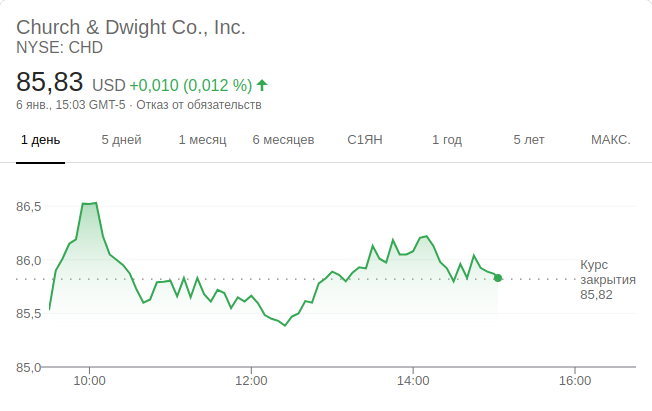 Church & Dwight Co., Inc.
NYSE: CHD
85,83 USD +0,010 (0,012 %)
6 янв., 15:03 GMT-5 · Отказ от обязательств
1 день 5 дней 1 месяц 6 месяцев С1ЯН 1 год 5 лет МАКС.
86,5
86,0
85,5
85,0
Курс
закрытия
85,82
10:00 12:00 14:00 16:00